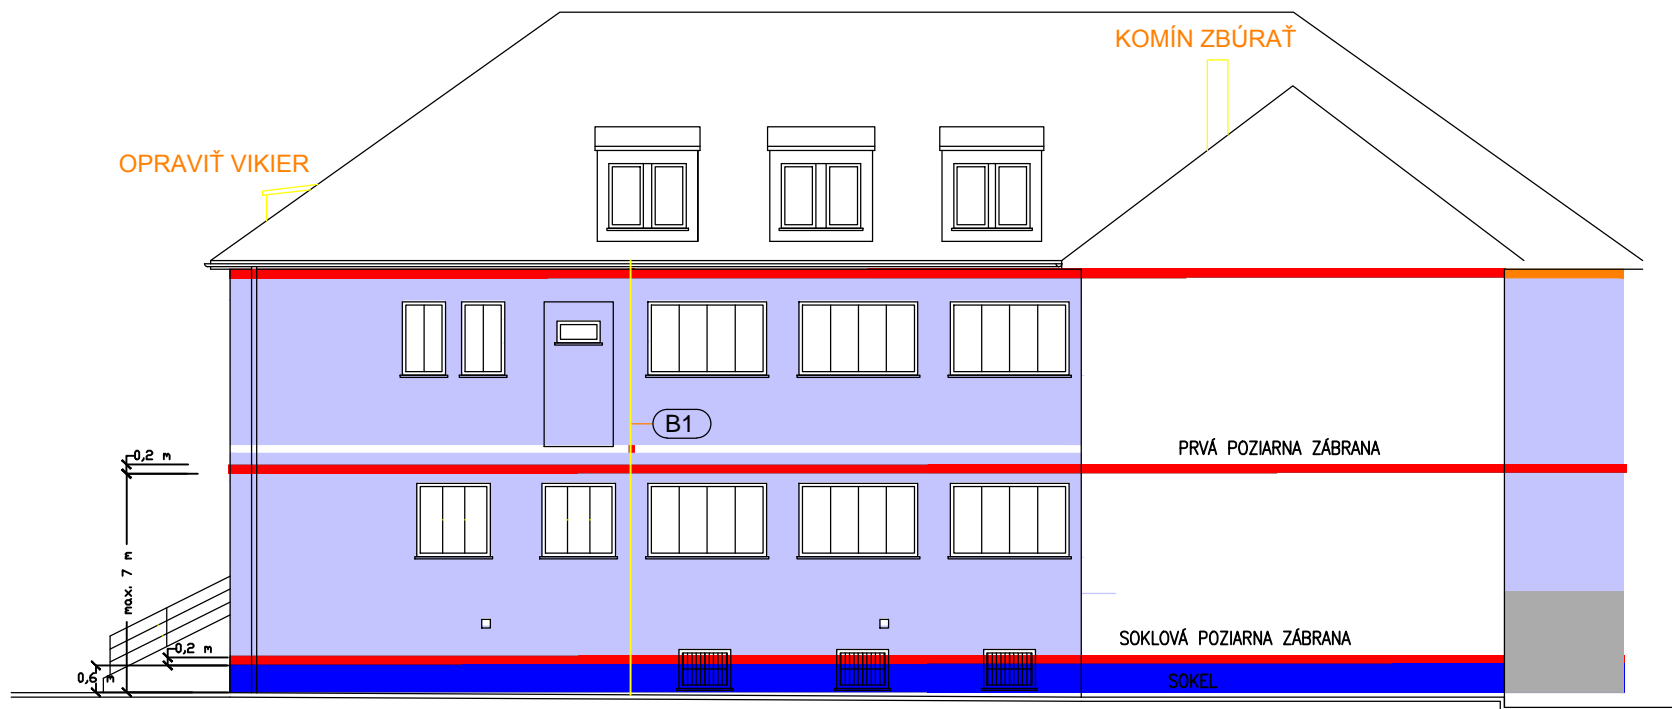 KOMÍN ZBÚRAŤ
OPRAVIŤ VIKIER
B1
PRVÁ POZIARNA ZÁBRANA
0,2 m
max. 7 m
SOKLOVÁ POZIARNA ZÁBRANA
0,2 m
0,6 m
SOKEL